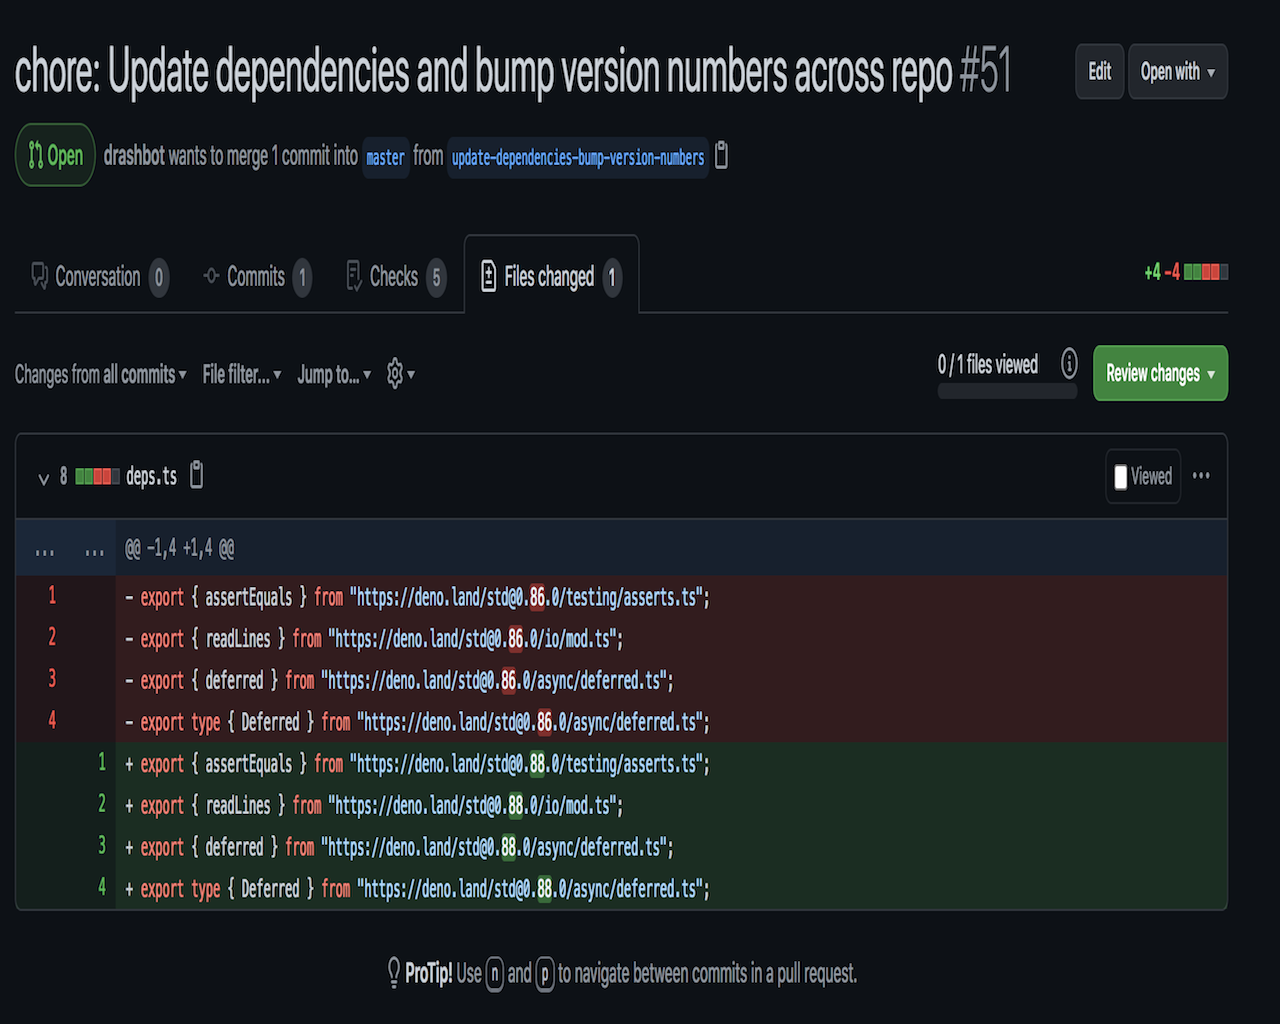 chore: Update dependencies and bump version numbers across repo #51
Edit
Open with
Open
drashbot wants to merge 1 commit into master from update-dependencies-bump-version-numbers
Conversation 0
Commits 1
Checks 5
Files changed 1
+4 −4
Changes from all commits
File filter...
Jump to...
0 / 1 files viewed
Review changes
8 deps.ts
Viewed
...
... ... @@ -1,4 +1,4 @@
1 - export { assertEquals } from "https://deno.land/std@0.86.0/testing/asserts.ts";
2 - export { readLines } from "https://deno.land/std@0.86.0/io/mod.ts";
3 - export { deferred } from "https://deno.land/std@0.86.0/async/deferred.ts";
4 - export type { Deferred } from "https://deno.land/std@0.86.0/async/deferred.ts";
1 + export { assertEquals } from "https://deno.land/std@0.88.0/testing/asserts.ts";
2 + export { readLines } from "https://deno.land/std@0.88.0/io/mod.ts";
3 + export { deferred } from "https://deno.land/std@0.88.0/async/deferred.ts";
4 + export type { Deferred } from "https://deno.land/std@0.88.0/async/deferred.ts";
ProTip! Use n and p to navigate between commits in a pull request.